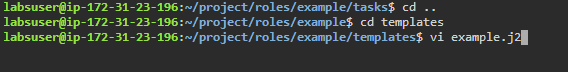 labsuser@ip-172-31-23-196:~/project/roles/example/tasks$ cd ..
labsuser@ip-172-31-23-196:~/project/roles/example$ cd templates
labsuser@ip-172-31-23-196:~/project/roles/example/templates$ vi example.j2